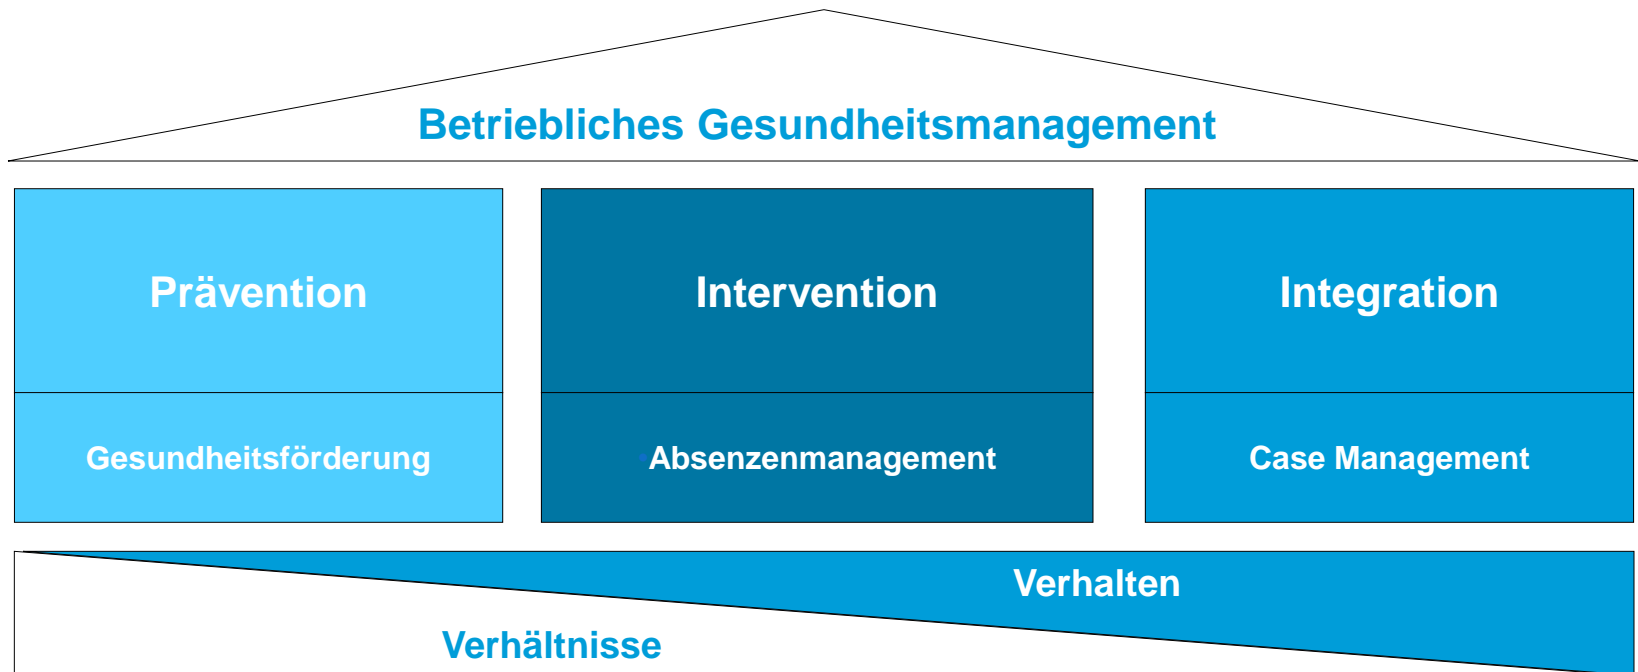 Betriebliches Gesundheitsmanagement
Prävention
Intervention
Integration
Gesundheitsförderung
Absenzenmanagement
Case Management
Verhalten
Verhältnisse